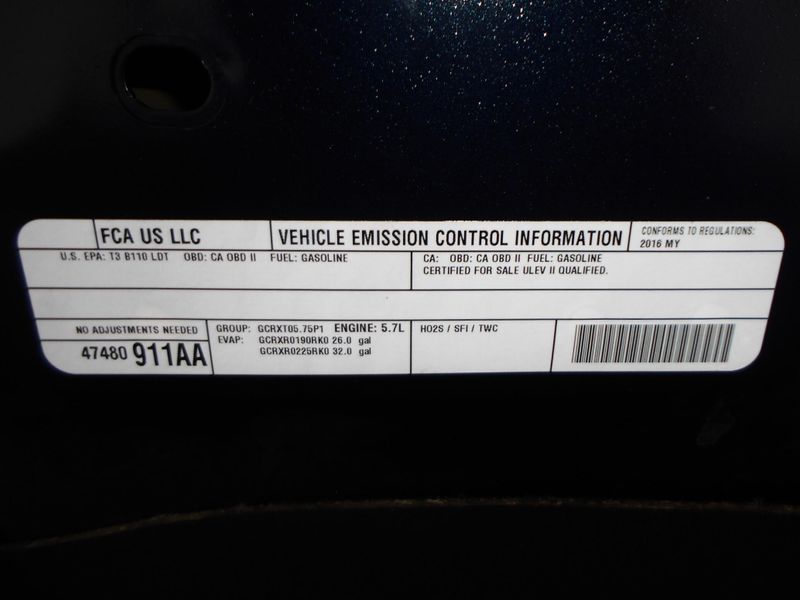 FCA US LLC
VEHICLE EMISSION CONTROL INFORMATION
CONFORMS TO REGULATIONS:
2016 MY
U.S. EPA: T3 B110 LDT OBD: CA OBD II FUEL: GASOLINE
CA: OBD: CA OBD II FUEL: GASOLINE
CERTIFIED FOR SALE ULEV II QUALIFIED.
NO ADJUSTMENTS NEEDED
47480 911AA
GROUP: GCRXT05.75P1 ENGINE: 5.7L
EVAP: GCRXR0190RK0 26.0 gal
GCRXR0225RK0 32.0 gal
HO2S / SFI / TWC